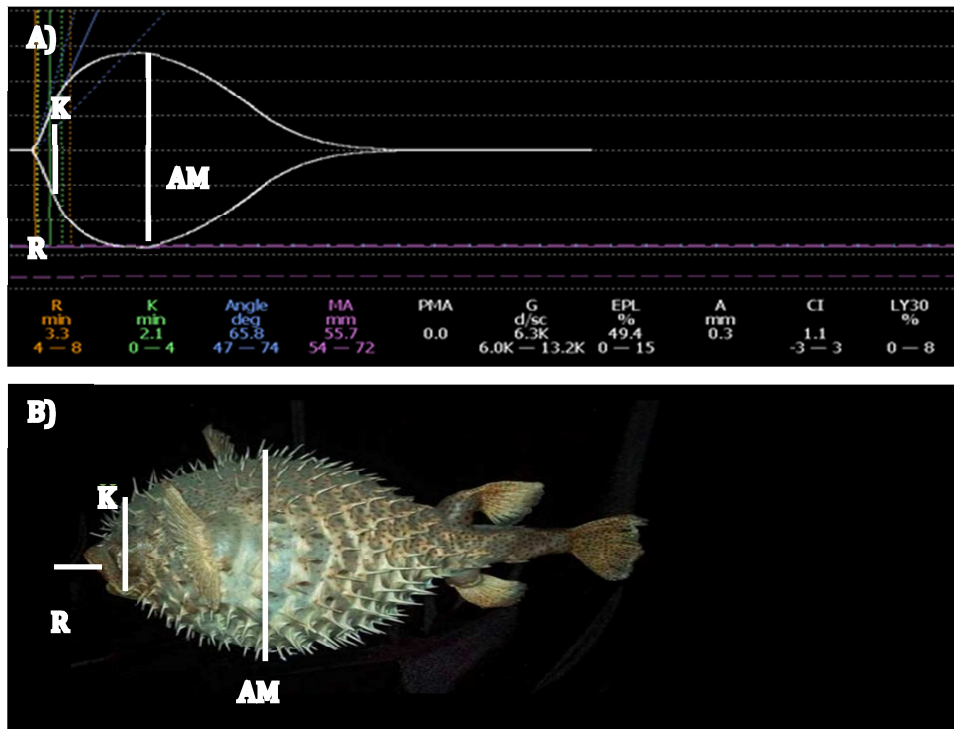 A)
K
AM
R
R K Angle MA PMA G EPL A CI LY30
min min deg mm d/sc % mm %
3.3 2.1 65.8 55.7 0.0 6.3K 49.4 0.3 1.1
4 — 8 0 — 4 47 — 74 54 — 72 6.0K — 13.2K 0 — 15 -3 — 3 0 — 8
B)
K
R
AM